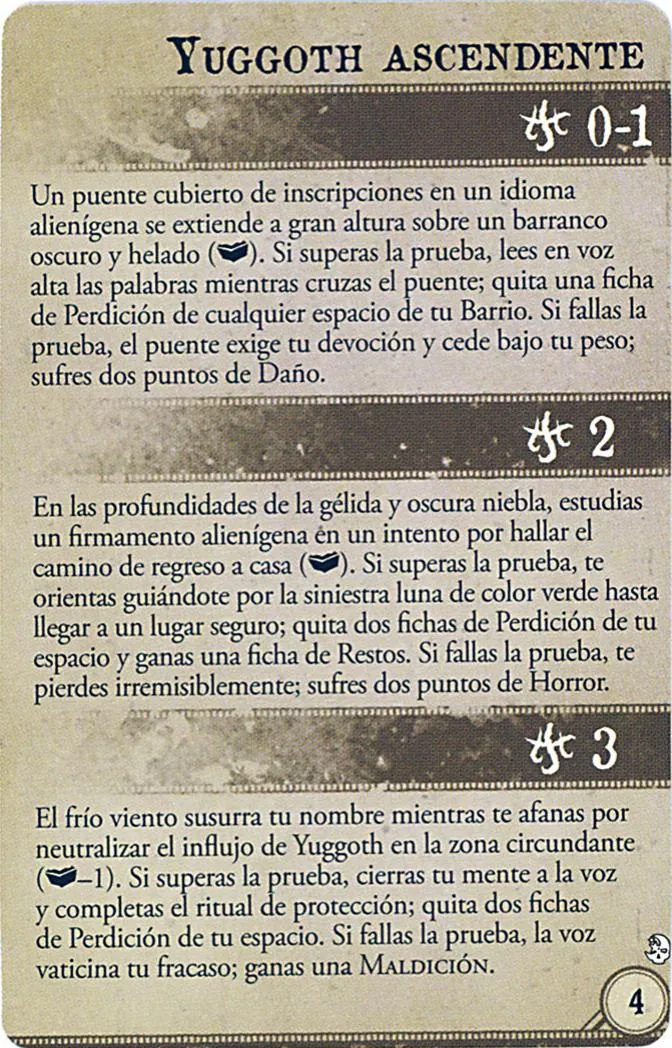 YUGGOTH ASCENDENTE
0-1
Un puente cubierto de inscripciones en un idioma
alienígena se extiende a gran altura sobre un barranco
oscuro y helado ( ). Si superas la prueba, lees en voz
alta las palabras mientras cruzas el puente; quita una ficha
de Perdición de cualquier espacio de tu Barrio. Si fallas la
prueba, el puente exige tu devoción y cede bajo tu peso;
sufres dos puntos de Daño.
2
En las profundidades de la gélida y oscura niebla, estudias
un firmamento alienígena en un intento por hallar el
camino de regreso a casa ( ). Si superas la prueba, te
orientas guiándote por la siniestra luna de color verde hasta
llegar a un lugar seguro; quita dos fichas de Perdición de tu
espacio y ganas una ficha de Restos. Si fallas la prueba, te
pierdes irremisiblemente; sufres dos puntos de Horror.
3
El frío viento susurra tu nombre mientras te afanas por
neutralizar el influjo de Yuggoth en la zona circundante
( –1). Si superas la prueba, cierras tu mente a la voz
y completas el ritual de protección; quita dos fichas
de Perdición de tu espacio. Si fallas la prueba, la voz
vaticina tu fracaso; ganas una MALDICIÓN.
4